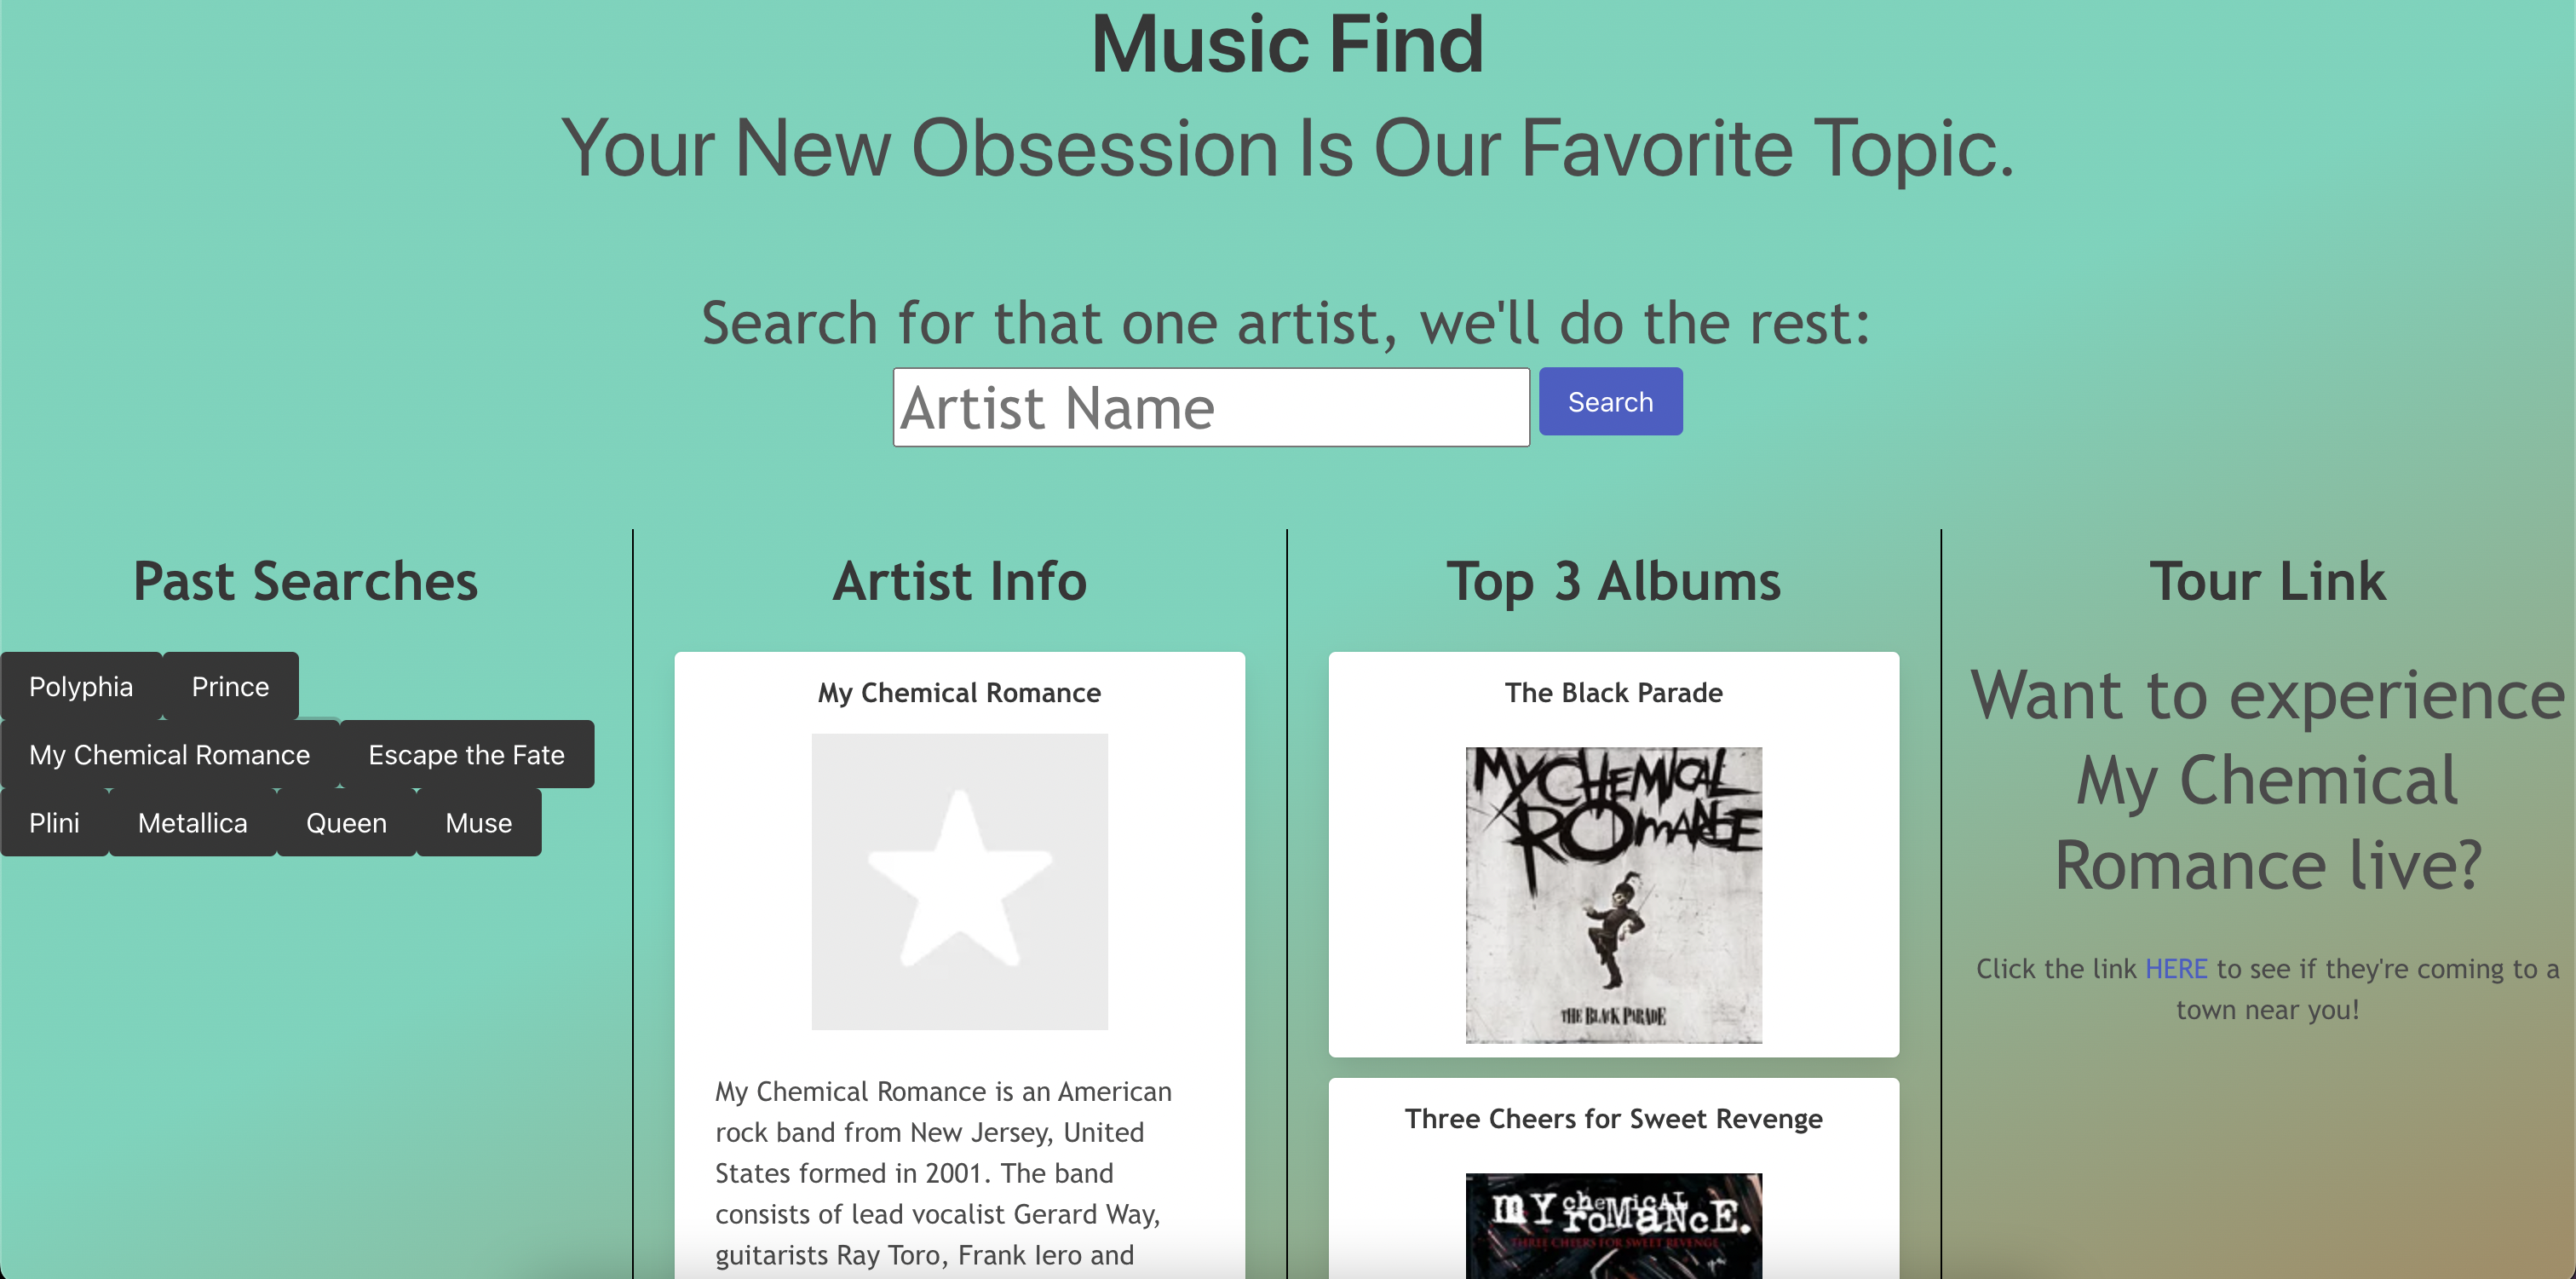 Music Find
Your New Obsession Is Our Favorite Topic.
Search for that one artist, we'll do the rest:
Artist Name
Search
Past Searches
Polyphia
Prince
My Chemical Romance
Escape the Fate
Plini
Metallica
Queen
Muse
Artist Info
My Chemical Romance
My Chemical Romance is an American
rock band from New Jersey, United
States formed in 2001. The band
consists of lead vocalist Gerard Way,
guitarists Ray Toro, Frank Iero and
Top 3 Albums
The Black Parade
MY CHEMICAL
ROMANCE
THE BLACK PARADE
Three Cheers for Sweet Revenge
mY cheMiCAL
roMANcE.
THREE CHEERS FOR SWEET REVENGE
Tour Link
Want to experience
My Chemical
Romance live?
Click the link HERE to see if they're coming to a
town near you!